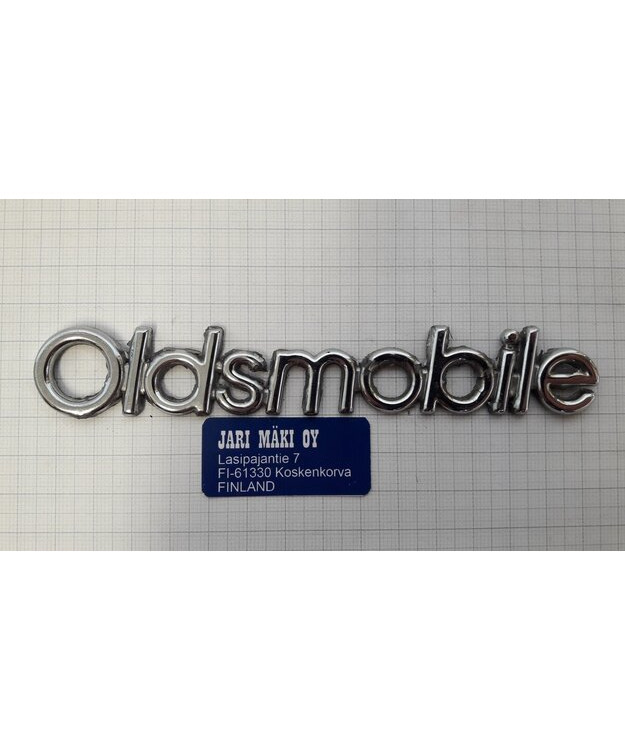 Oldsmobile
JARI MÄKI OY
Lasipajantie 7
FI-61330 Koskenkorva
FINLAND